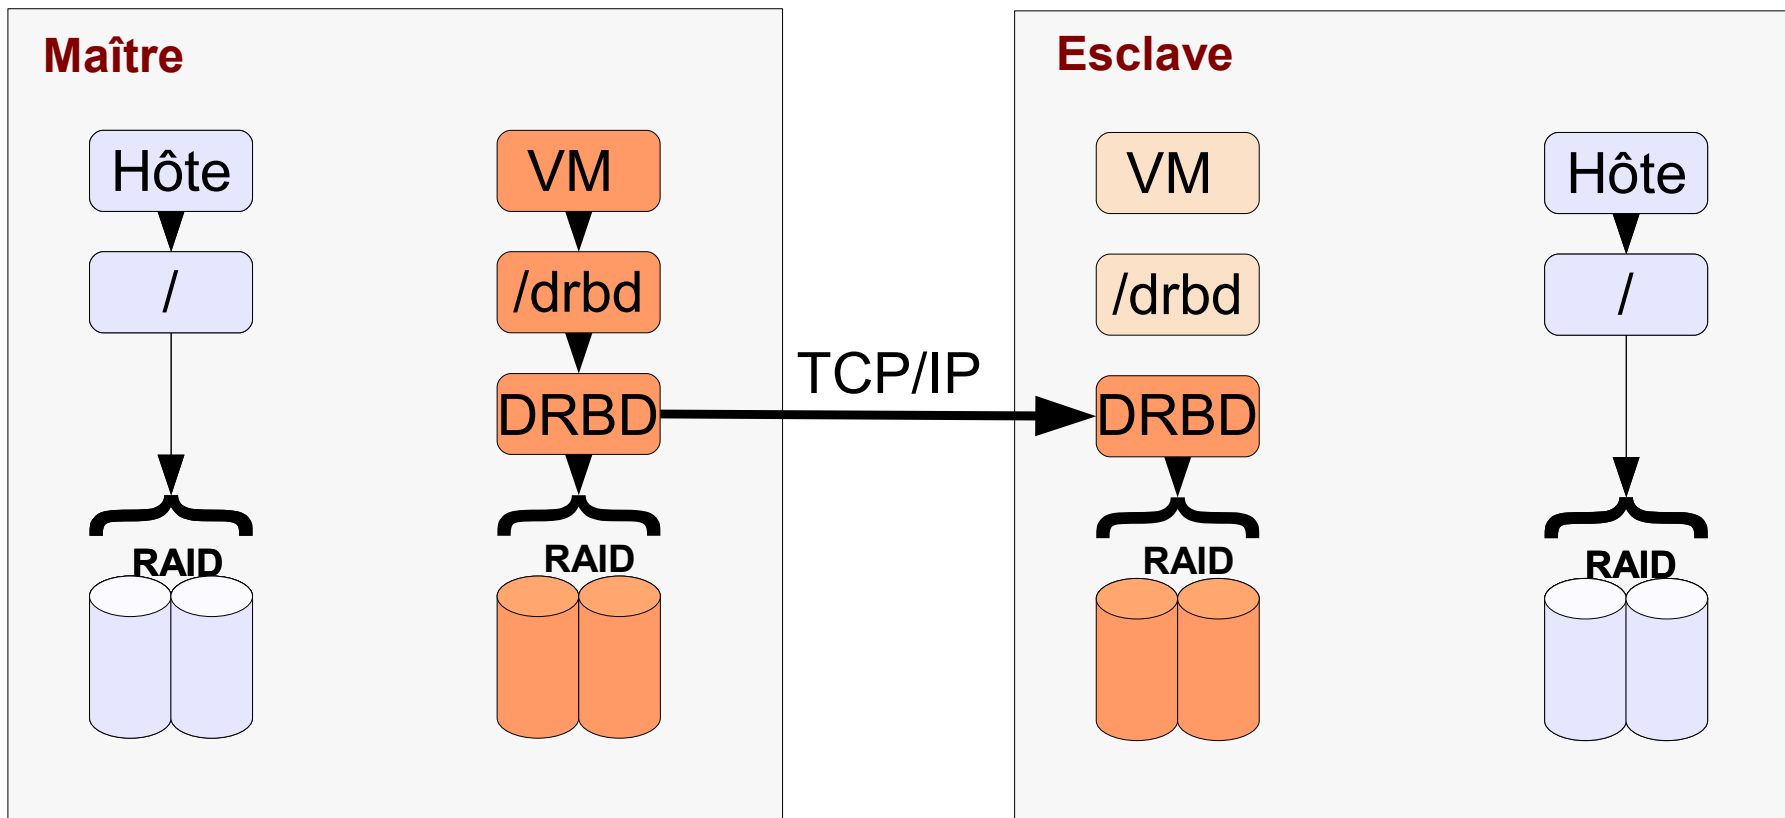 Maître
Hôte
/
RAID
VM
/drbd
DRBD
RAID
TCP/IP
Esclave
VM
/drbd
DRBD
RAID
Hôte
/
RAID